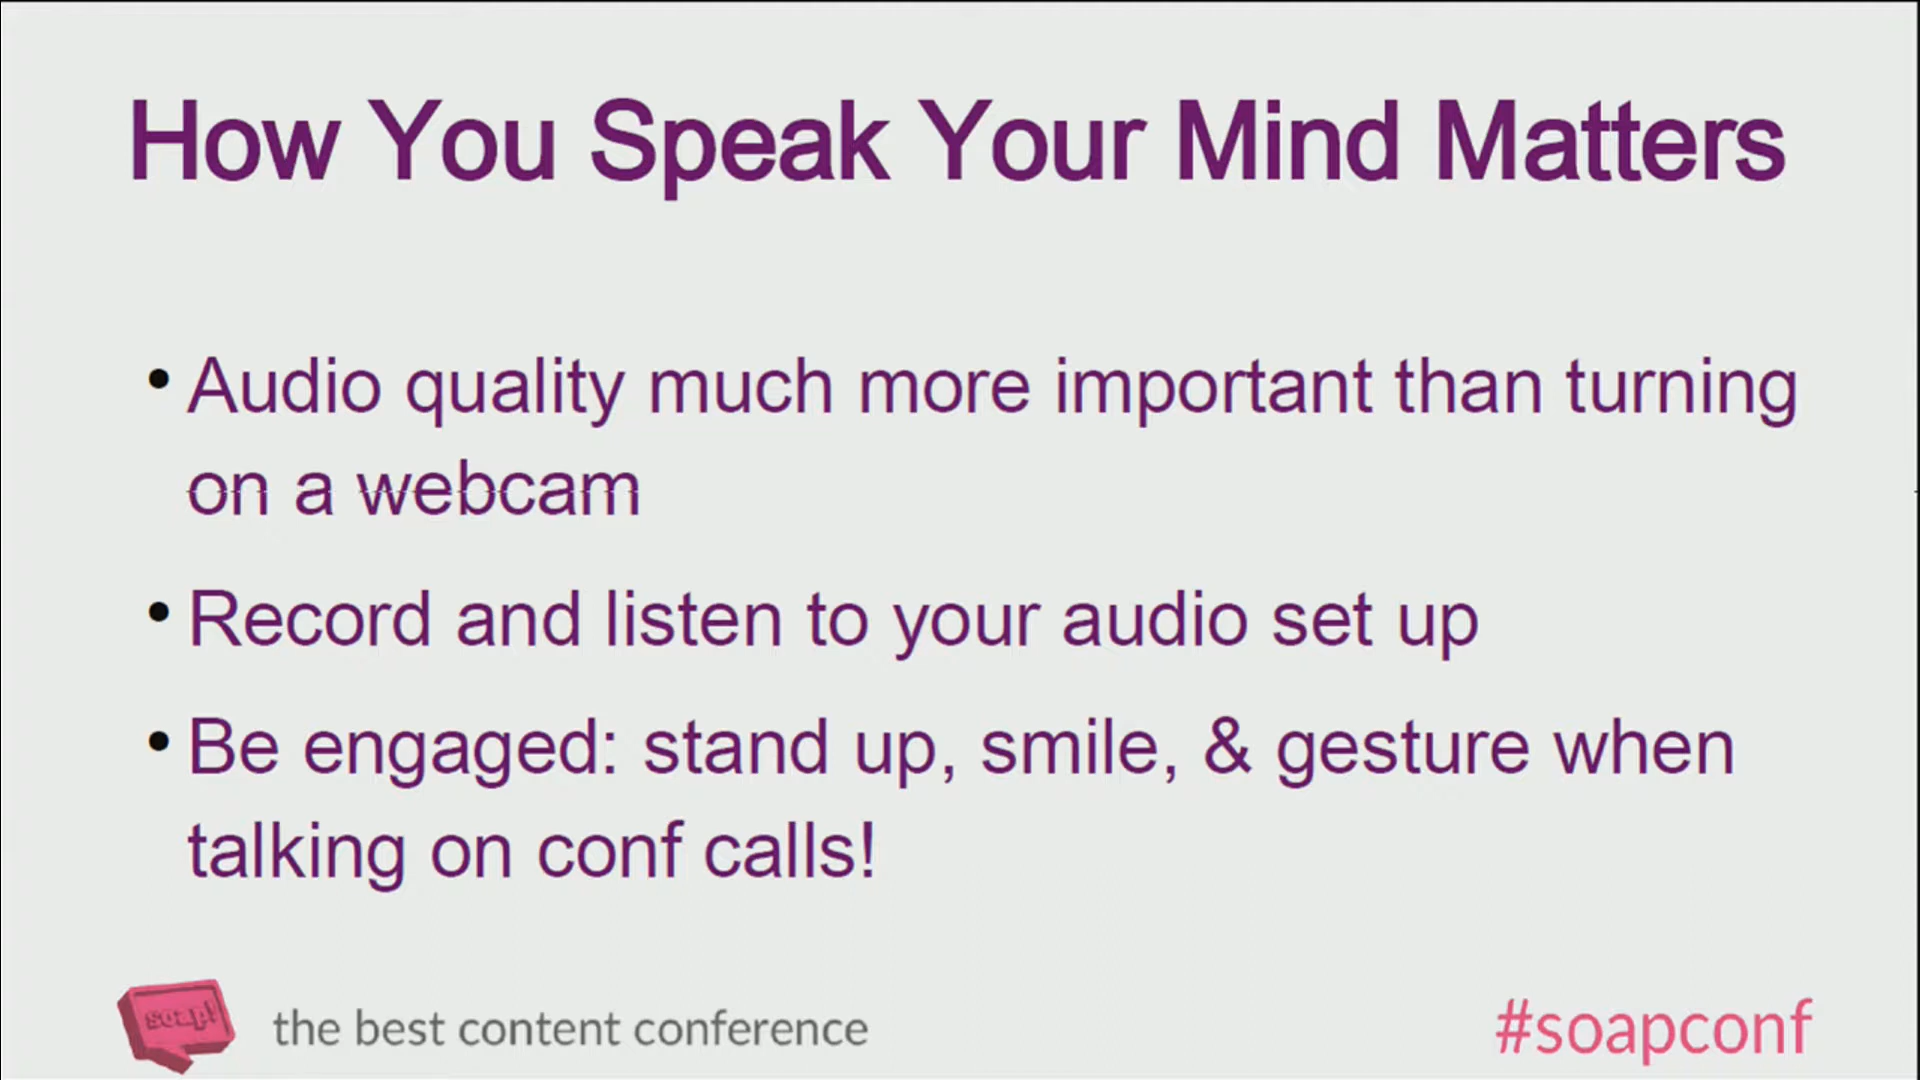 How You Speak Your Mind Matters
• Audio quality much more important than turning
on a webcam
• Record and listen to your audio set up
• Be engaged: stand up, smile, & gesture when
talking on conf calls!
soap!
the best content conference
#soapconf